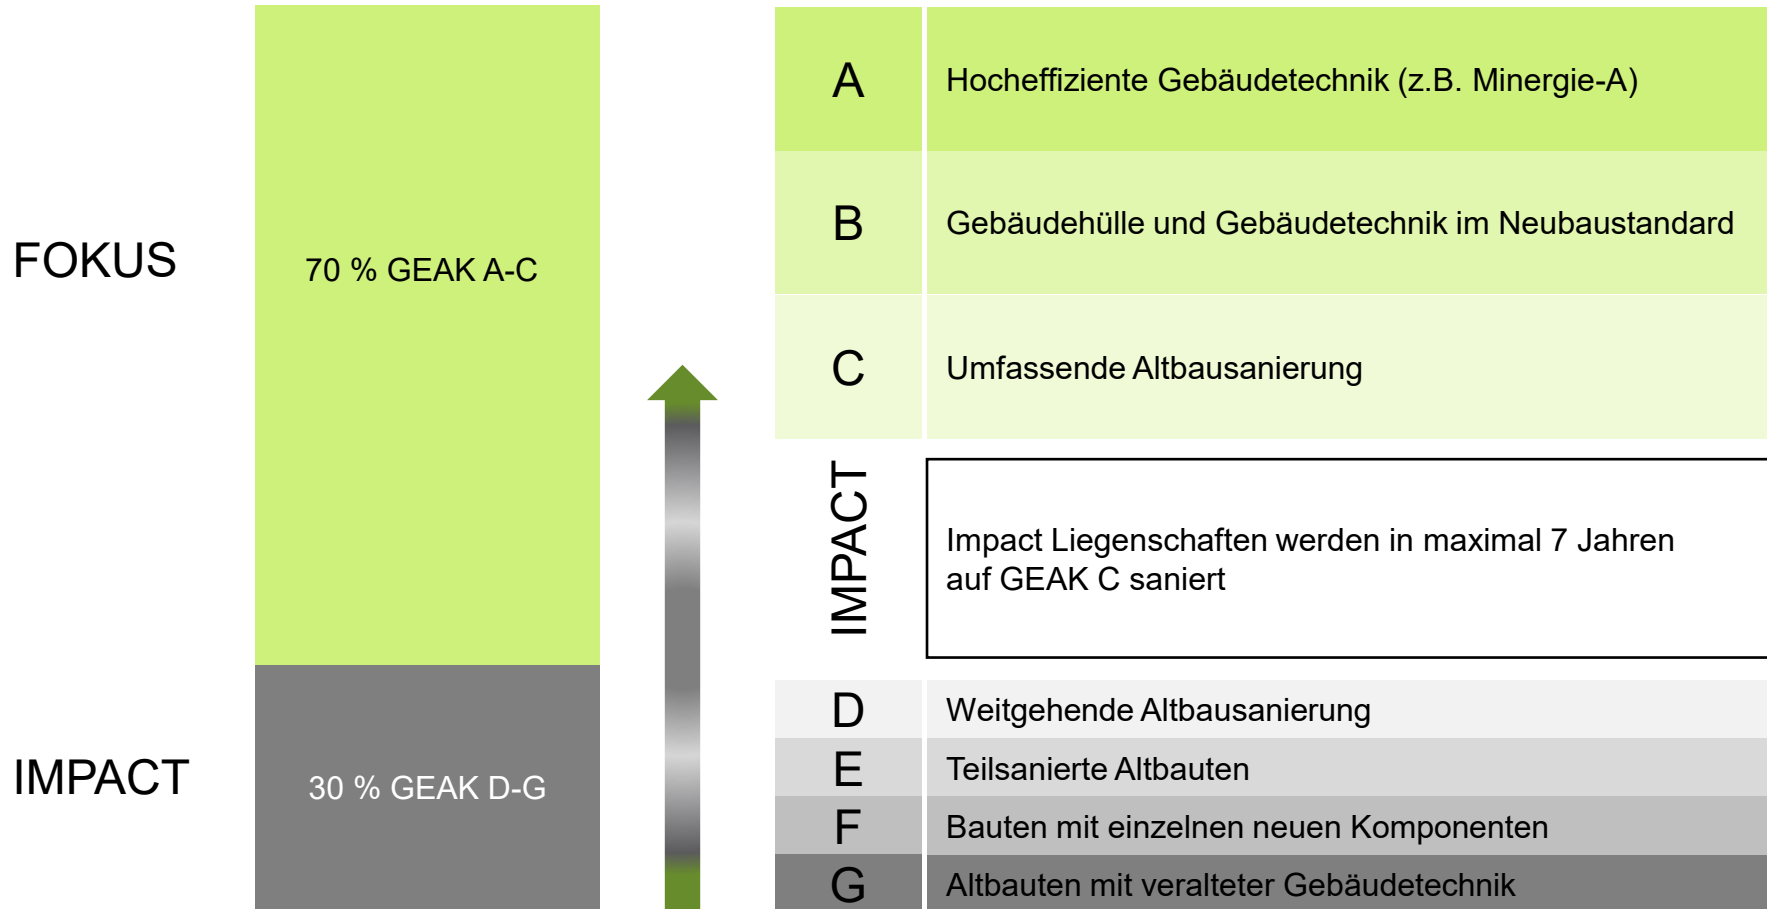 FOKUS
70 % GEAK A-C
IMPACT
30 % GEAK D-G
A
Hocheffiziente Gebäudetechnik (z.B. Minergie-A)
B
Gebäudehülle und Gebäudetechnik im Neubaustandard
C
Umfassende Altbausanierung
IMPACT
Impact Liegenschaften werden in maximal 7 Jahren
auf GEAK C saniert
D
Weitgehende Altbausanierung
E
Teilsanierte Altbauten
F
Bauten mit einzelnen neuen Komponenten
G
Altbauten mit veralteter Gebäudetechnik